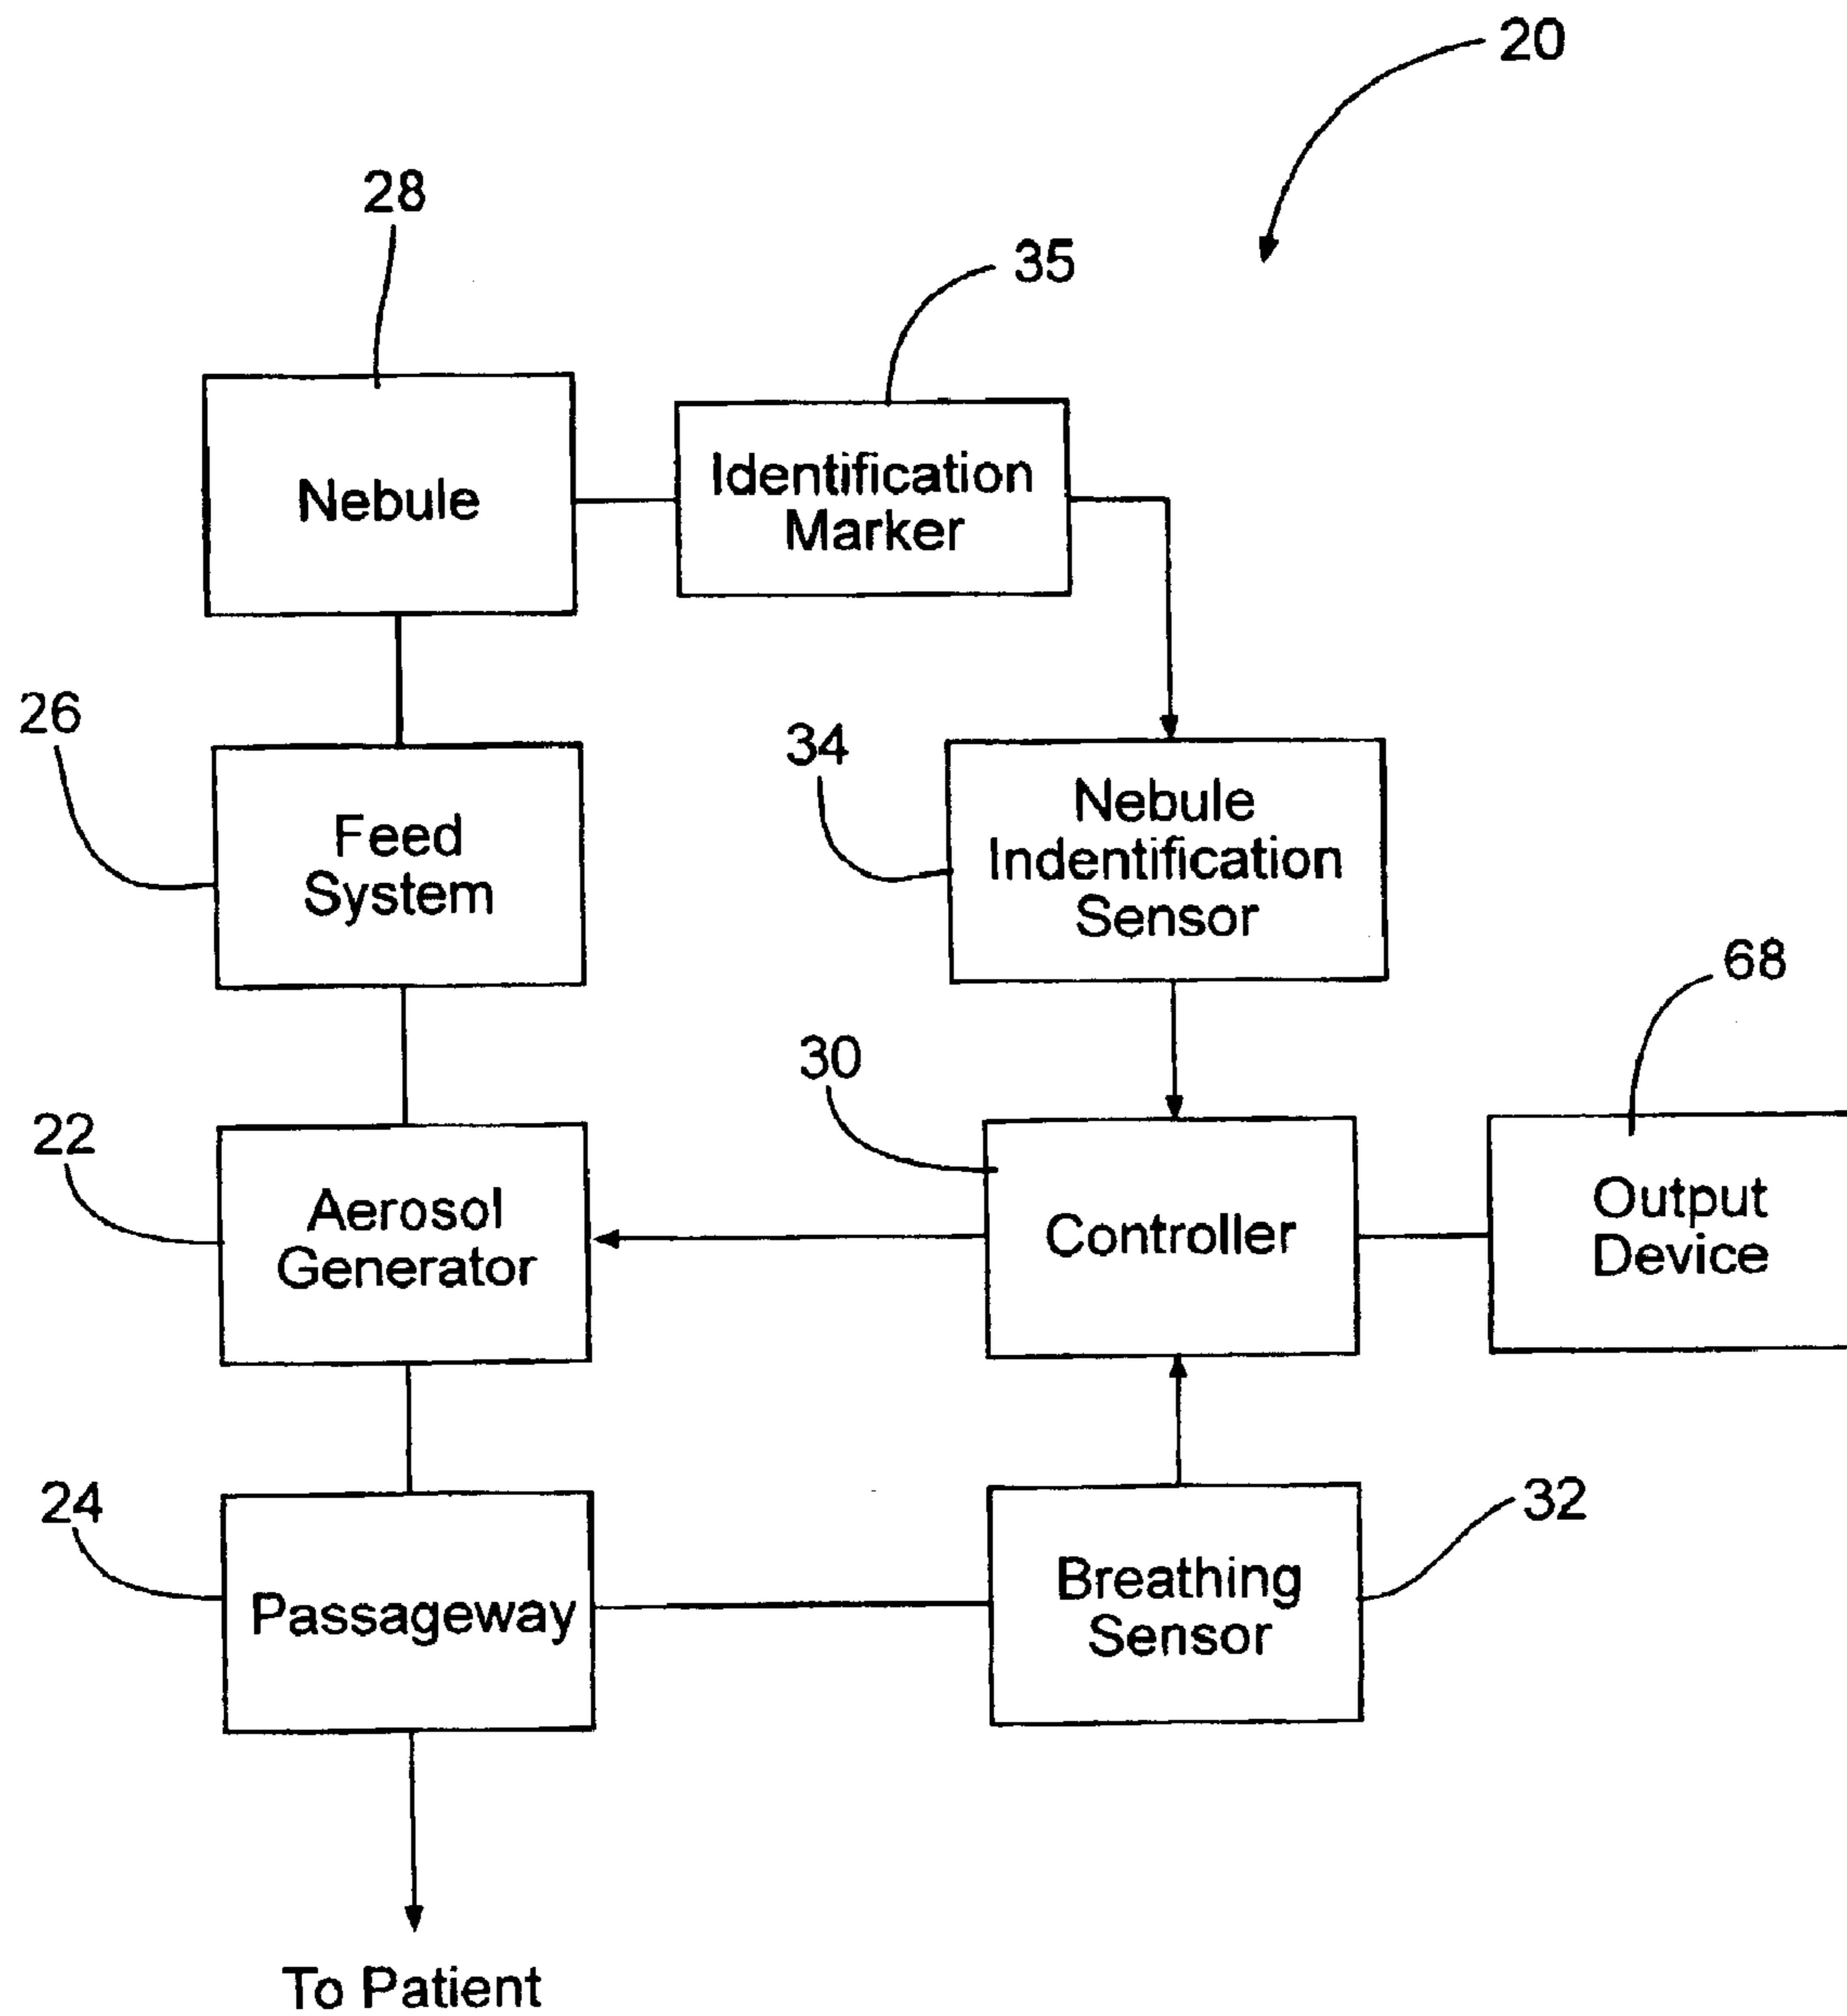 20
28
35
Nebule
Identification
Marker
26
34
Feed
System
Nebule
Indentification
Sensor
68
30
22
Aerosol
Generator
Controller
Output
Device
24
32
Passageway
Breathing
Sensor
To Patient